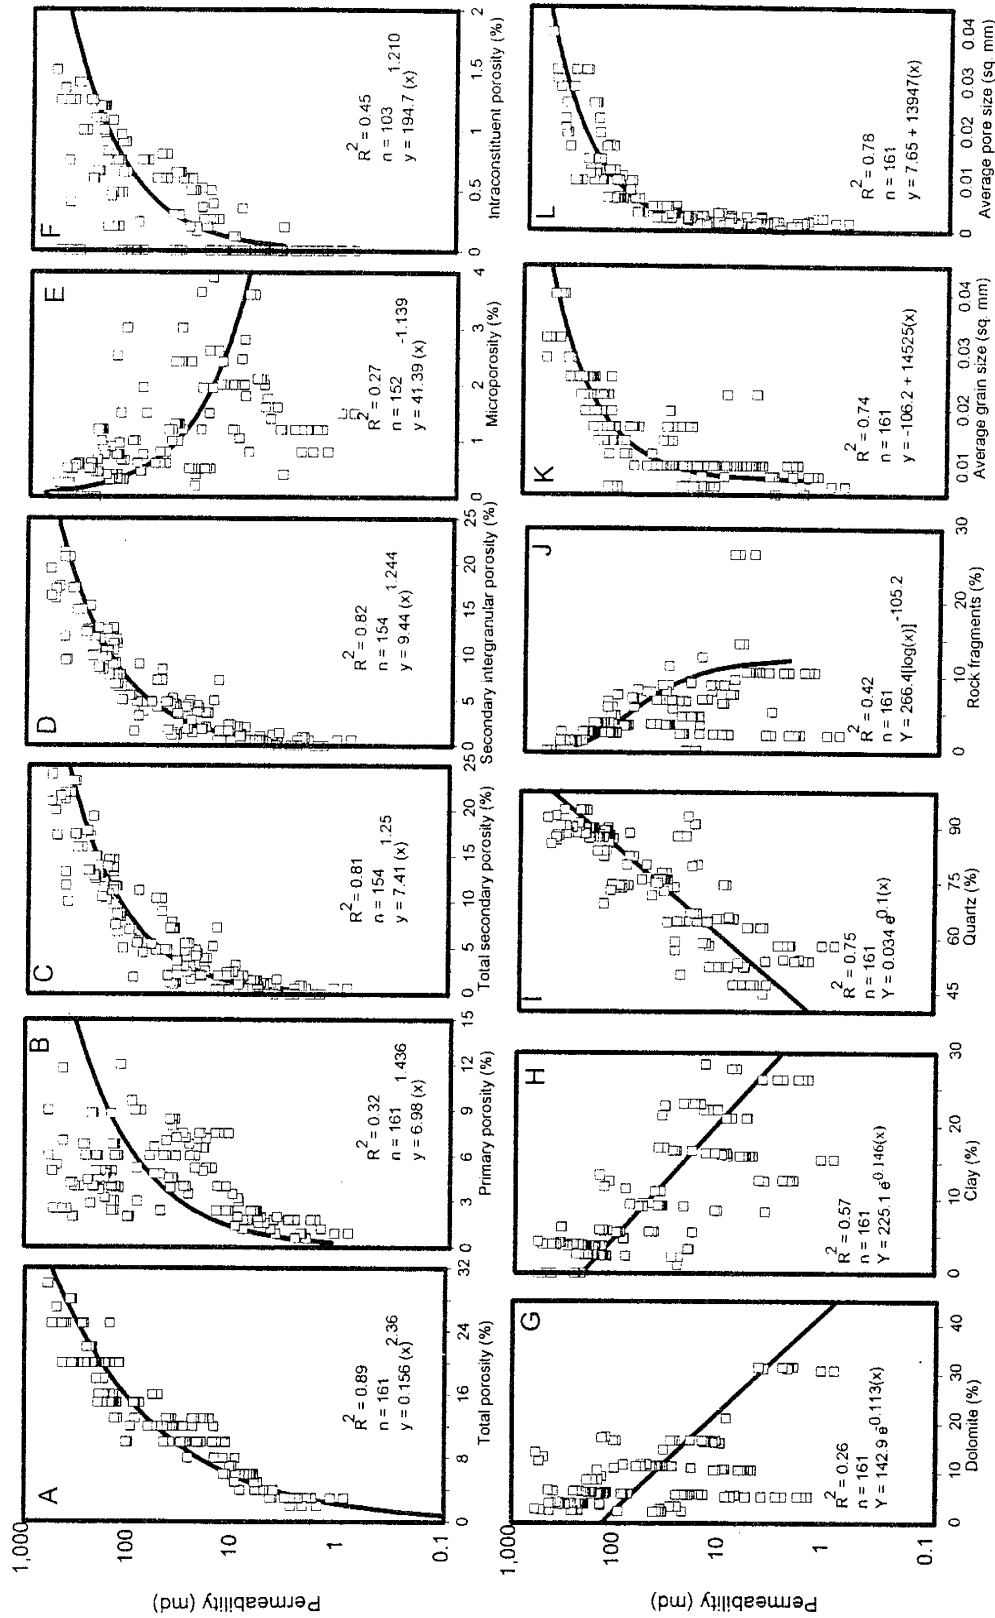 A
R2 = 0.89
n = 161
y = 0.156 (x)2.36
1,000
100
10
0.1
Permeability (md)
0 8 16 24 32
Total porosity (%)
B
R2 = 0.32
n = 161
y = 6.98 (x)1.436
0 3 6 9 12 15
Primary porosity (%)
C
R2 = 0.81
n = 154
y = 7.41 (x)1.25
0 5 10 15 20 25
Total secondary porosity (%)
D
R2 = 0.82
n = 154
y = 9.44 (x)1.244
0 5 10 15 20 25
Secondary intergranular porosity (%)
E
R2 = 0.27
n = 152
y = 41.39 (x)-1.139
0 1 2 3 4
Microporosity (%)
F
R2 = 0.45
n = 103
y = 194.7 (x)1.210
0 0.5 1 1.5 2
Intraconstituent porosity (%)
G
R2 = 0.26
n = 161
Y = 142.9 e0.113(x)
1,000
100
10
1
0.1
Permeability (md)
0 10 20 30 40
Dolomite (%)
H
R2 = 0.57
n = 161
Y = 225.1 e-0.146(x)
0 10 20 30
Clay (%)
I
R2 = 0.75
n = 161
Y = 0.034 e0.1(x)
45 60 75 90
Quartz (%)
J
R2 = 0.42
n = 161
Y = 266.4[log(x)]-105.2
0 10 20 30
Rock fragments (%)
K
R2 = 0.74
n = 161
y = -106.2 + 14525(x)
0.01 0.02 0.03 0.04
Average grain size (sq. mm)
L
R2 = 0.78
n = 161
y = 7.65 + 13947(x)
0 0.01 0.02 0.03 0.04
Average pore size (sq. mm)